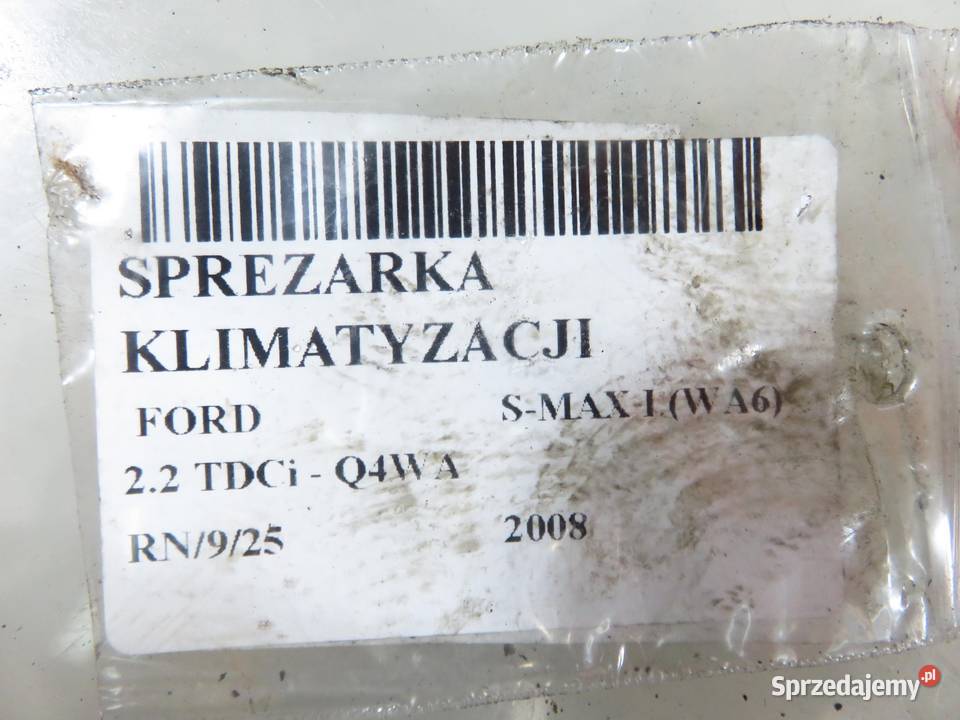 SPREZARKA
KLIMATYZACJI
FORD S-MAX I (WA6)
2.2 TDCi - Q4WA
RN/9/25 2008
Sprzedajemy.pl